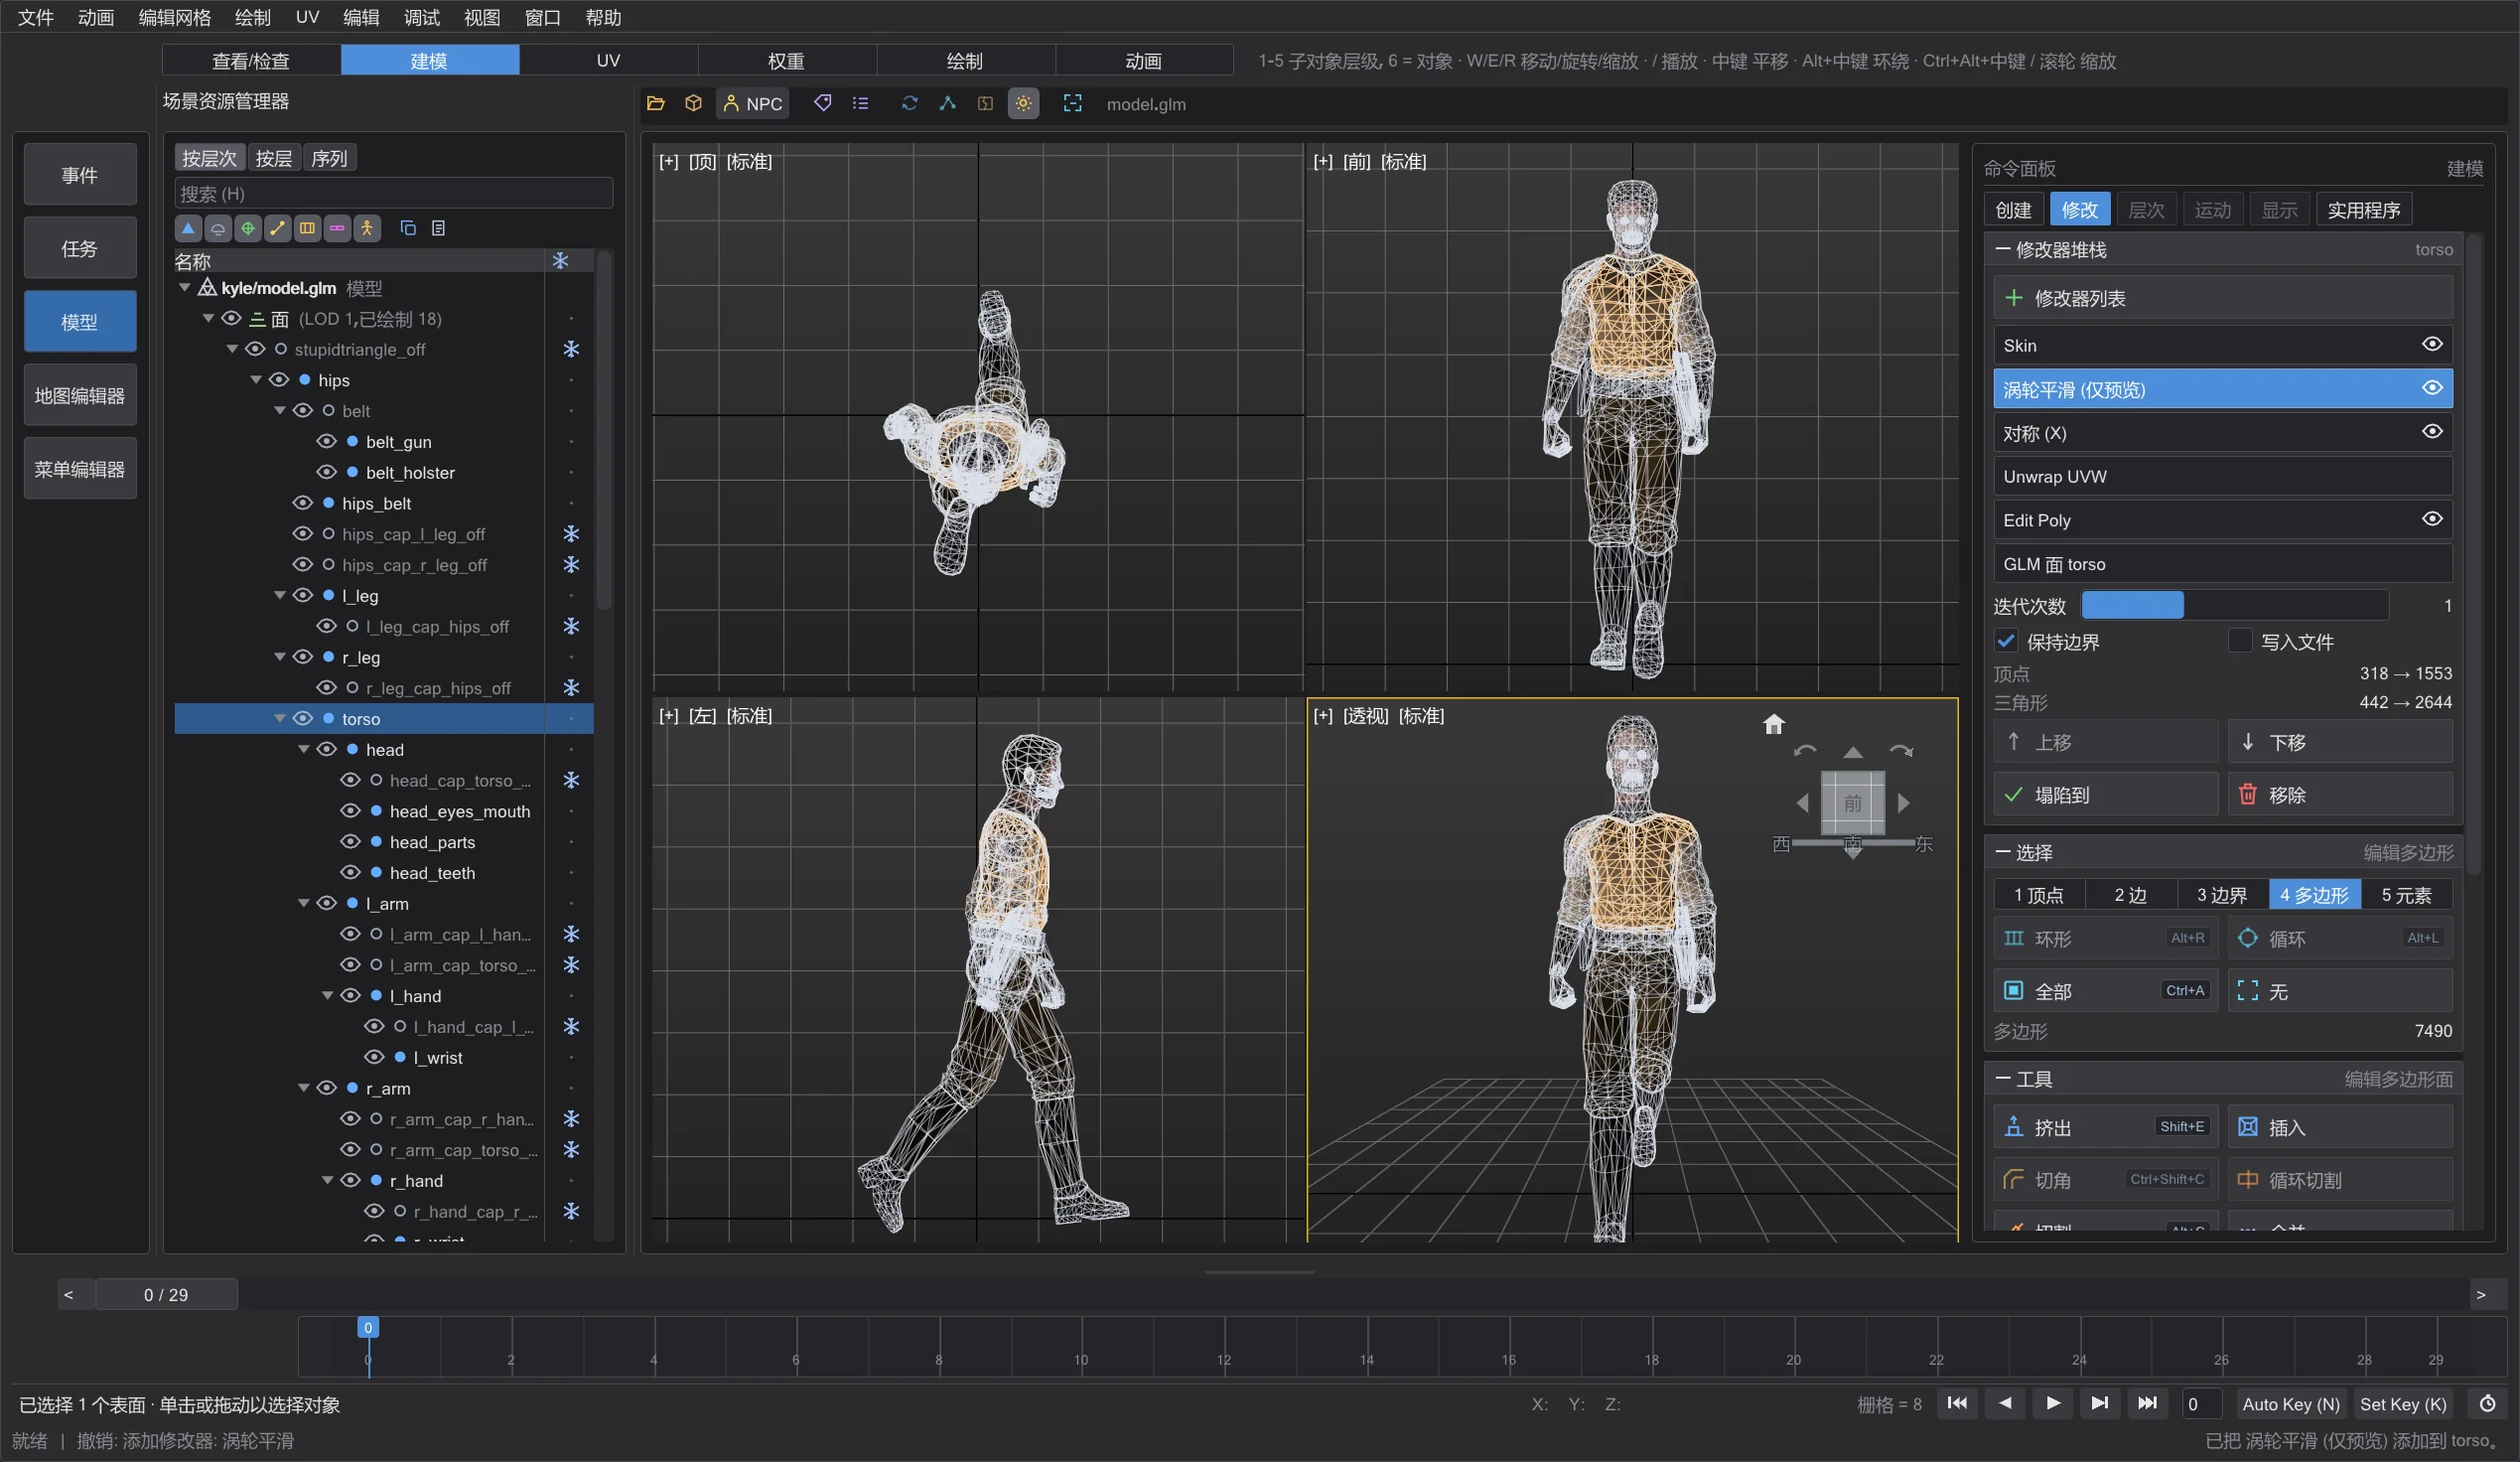 文件 动画 编辑网格 绘制 UV 编辑 调试 视图 窗口 帮助
查看/检查 建模 UV 权重 绘制 动画 1-5 子对象层级, 6 = 对象 · W/E/R 移动/旋转/缩放 · / 播放 · 中键 平移 · Alt+中键 环绕 · Ctrl+Alt+中键 / 滚轮 缩放
场景资源管理器
NPC model.glm
事件
任务
模型
地图编辑器
菜单编辑器
按层次 按层 序列
搜索 (H)
名称
kyle/model.glm 模型
面 (LOD 1,已绘制 18)
stupidtriangle_off
hips
belt
belt_gun
belt_holster
hips_belt
hips_cap_l_leg_off
hips_cap_r_leg_off
l_leg
l_leg_cap_hips_off
r_leg
r_leg_cap_hips_off
torso
head
head_cap_torso_...
head_eyes_mouth
head_parts
head_teeth
l_arm
l_arm_cap_l_han...
l_arm_cap_torso_...
l_hand
l_hand_cap_l_...
l_wrist
r_arm
r_arm_cap_r_han...
r_arm_cap_torso_...
r_hand
r_hand_cap_r_...
r_wrist
[+] [顶] [标准]
[+] [前] [标准]
[+] [左] [标准]
[+] [透视] [标准]
前
西 南 东
命令面板 建模
创建 修改 层次 运动 显示 实用程序
修改器堆栈 torso
修改器列表
Skin
涡轮平滑 (仅预览)
对称 (X)
Unwrap UVW
Edit Poly
GLM 面 torso
迭代次数 1
保持边界 写入文件
顶点 318 → 1553
三角形 442 → 2644
上移 下移
塌陷到 移除
选择 编辑多边形
1 顶点 2 边 3 边界 4 多边形 5 元素
环形 Alt+R 循环 Alt+L
全部 Ctrl+A 无
多边形 7490
工具 编辑多边形面
挤出 Shift+E 插入
切角 Ctrl+Shift+C 循环切割
< 0 / 29 >
0
0 2 4 6 8 10 12 14 16 18 20 22 24 26 28 29
已选择 1 个表面 · 单击或拖动以选择对象 X: Y: Z: 栅格 = 8 0 Auto Key (N) Set Key (K)
就绪 | 撤销: 添加修改器: 涡轮平滑 已把 涡轮平滑 (仅预览) 添加到 torso。